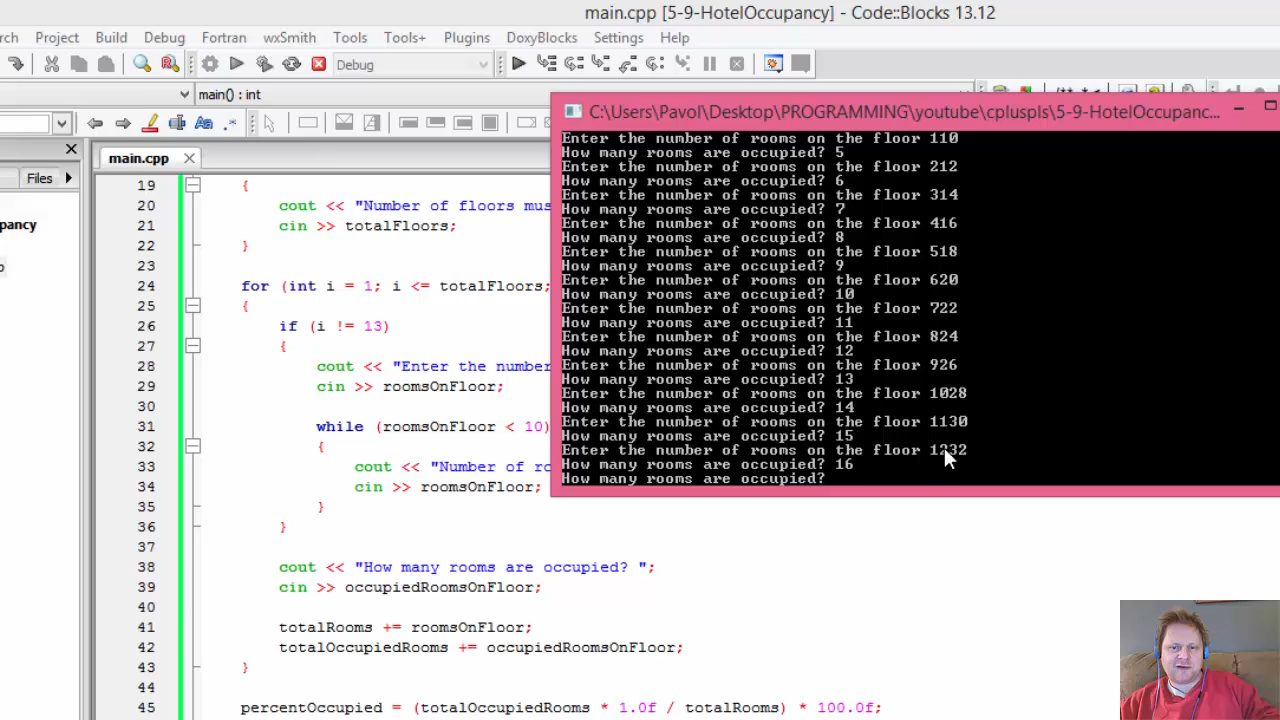 main.cpp [5-9-HotelOccupancy] - Code::Blocks 13.12
rch Project Build Debug Fortran wxSmith Tools Tools+ Plugins DoxyBlocks Settings Help
Debug
main() : int
C:\Users\Pavol\Desktop\PROGRAMMING\youtube\cpluspls\5-9-HotelOccupanc...
main.cpp
Files
pancy
19 {
20 cout << "Number of floors mus
21 cin >> totalFloors;
22 }
23
24 for (int i = 1; i <= totalFloors;
25 {
26 if (i != 13)
27 {
28 cout << "Enter the number
29 cin >> roomsOnFloor;
30
31 while (roomsOnFloor < 10)
32 {
33 cout << "Number of ro
34 cin >> roomsOnFloor;
35 }
36 }
37
38 cout << "How many rooms are occupied? ";
39 cin >> occupiedRoomsOnFloor;
40
41 totalRooms += roomsOnFloor;
42 totalOccupiedRooms += occupiedRoomsOnFloor;
43 }
44
45 percentOccupied = (totalOccupiedRooms * 1.0f / totalRooms) * 100.0f;
Enter the number of rooms on the floor 110
How many rooms are occupied? 5
Enter the number of rooms on the floor 212
How many rooms are occupied? 6
Enter the number of rooms on the floor 314
How many rooms are occupied? 7
Enter the number of rooms on the floor 416
How many rooms are occupied? 8
Enter the number of rooms on the floor 518
How many rooms are occupied? 9
Enter the number of rooms on the floor 620
How many rooms are occupied? 10
Enter the number of rooms on the floor 722
How many rooms are occupied? 11
Enter the number of rooms on the floor 824
How many rooms are occupied? 12
Enter the number of rooms on the floor 926
How many rooms are occupied? 13
Enter the number of rooms on the floor 1028
How many rooms are occupied? 14
Enter the number of rooms on the floor 1130
How many rooms are occupied? 15
Enter the number of rooms on the floor 1232
How many rooms are occupied? 16
How many rooms are occupied?